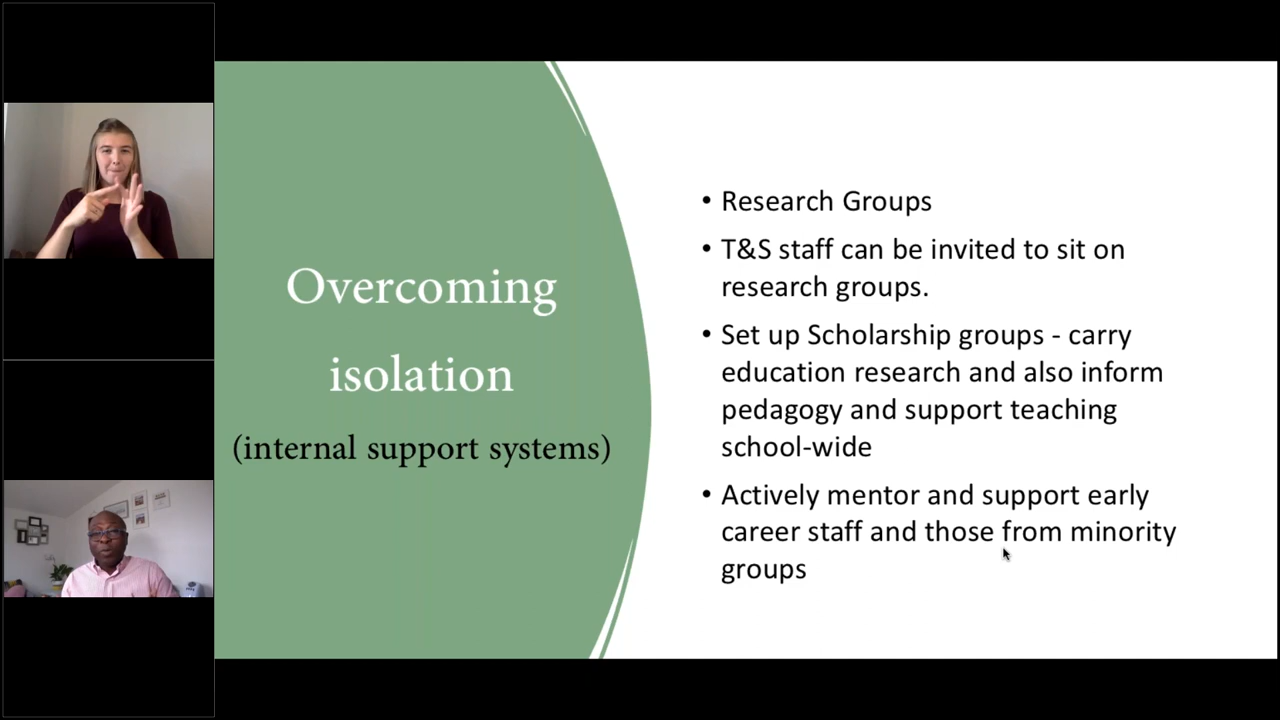 Overcoming
isolation
(internal support systems)
• Research Groups
• T&S staff can be invited to sit on
research groups.
• Set up Scholarship groups - carry
education research and also inform
pedagogy and support teaching
school-wide
• Actively mentor and support early
career staff and those from minority
groups